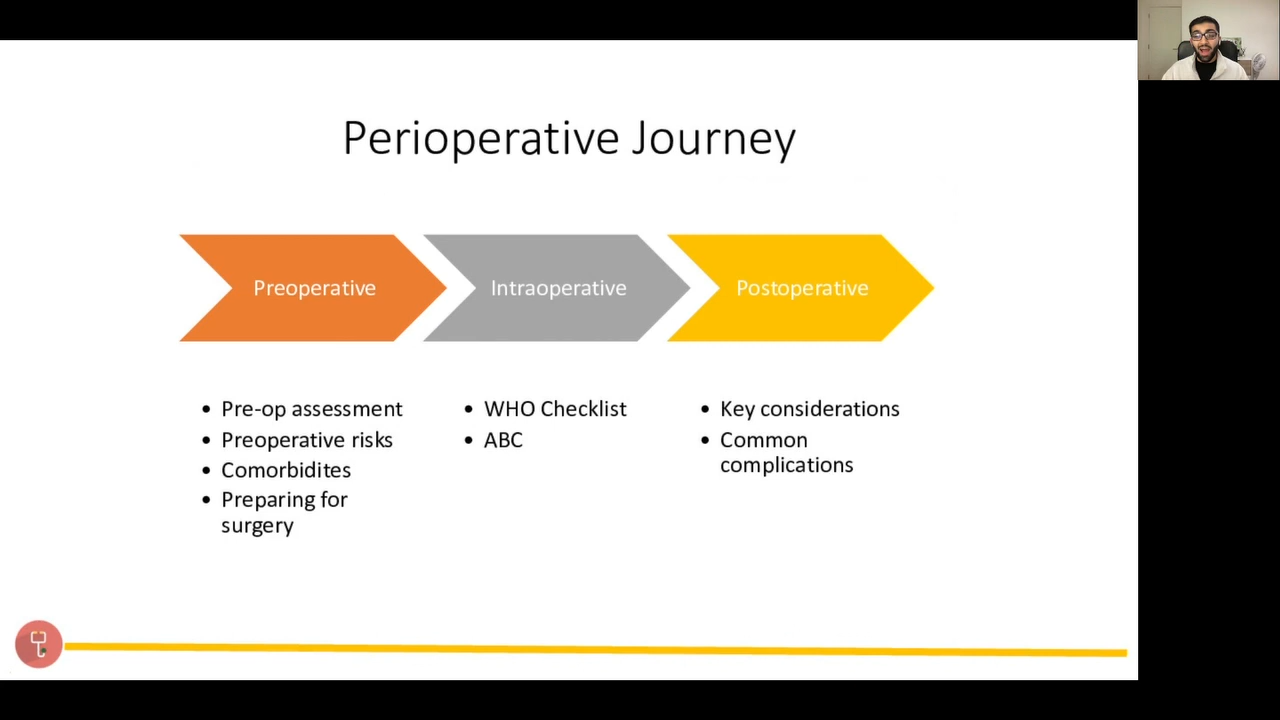 Perioperative Journey
Preoperative
Intraoperative
Postoperative
• Pre-op assessment
• Preoperative risks
• Comorbidites
• Preparing for
surgery
• WHO Checklist
• ABC
• Key considerations
• Common
complications